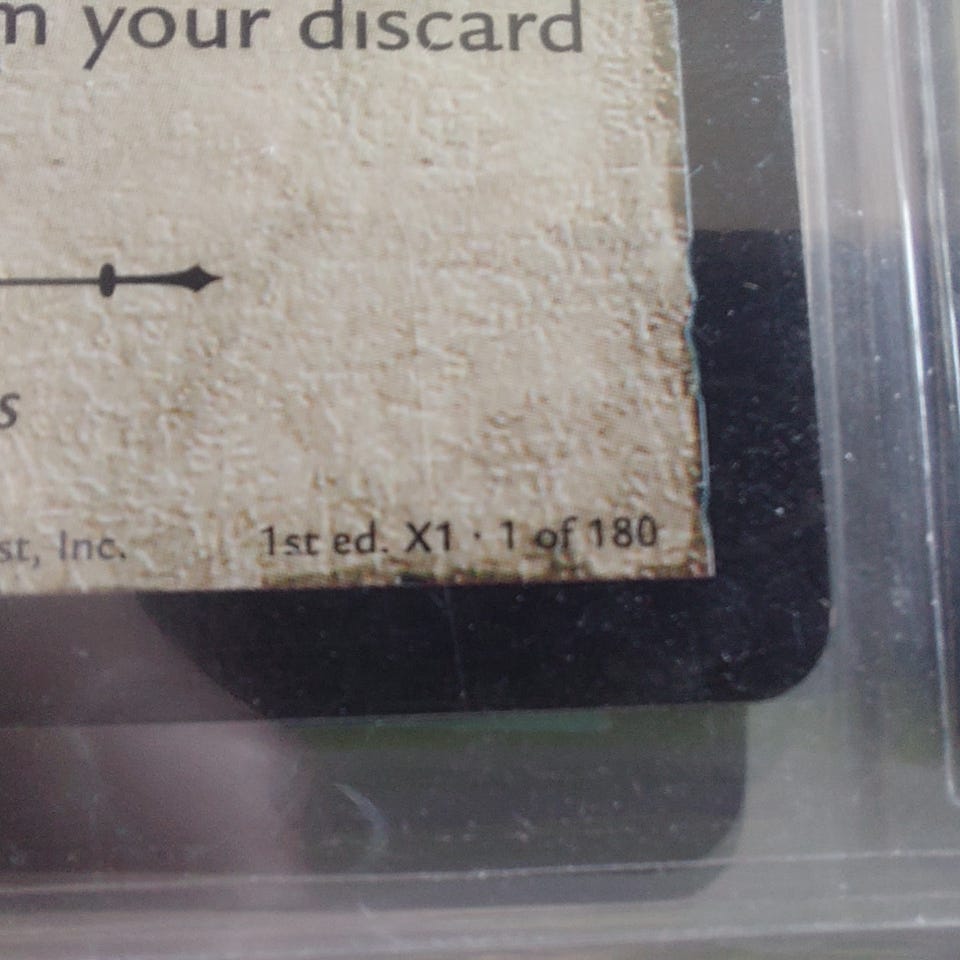 m your discard
s
st, Inc. 1st ed. X1 · 1 of 180